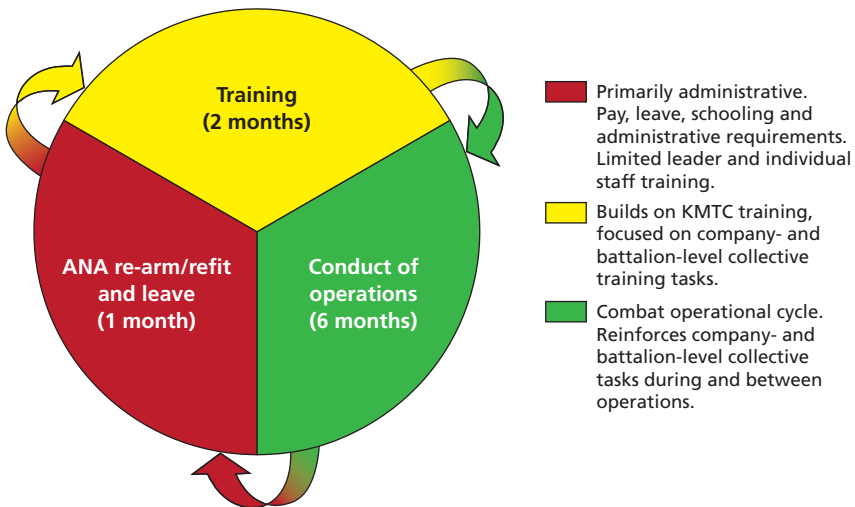 Training
(2 months)
ANA re-arm/refit
and leave
(1 month)
Conduct of
operations
(6 months)
Primarily administrative.
Pay, leave, schooling and
administrative requirements.
Limited leader and individual
staff training.
Builds on KMTC training,
focused on company- and
battalion-level collective
training tasks.
Combat operational cycle.
Reinforces company- and
battalion-level collective
tasks during and between
operations.